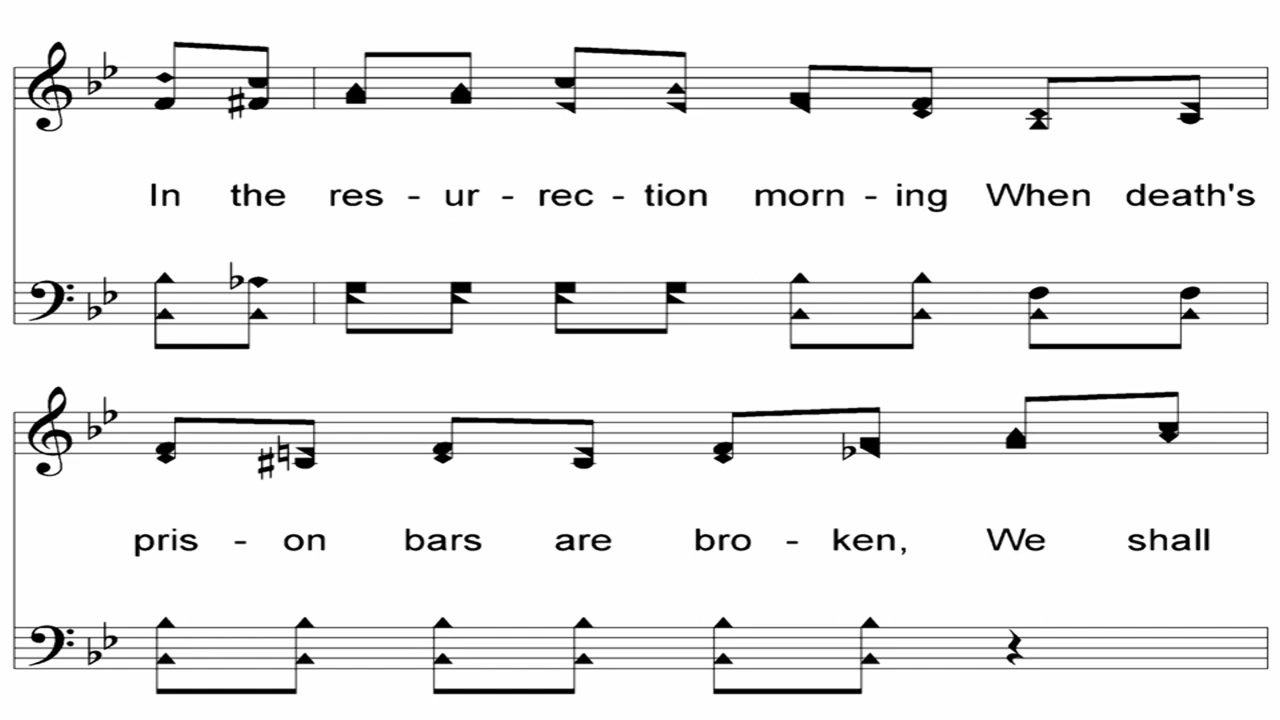 In the res - ur - rec - tion morn - ing When death's
pris - on bars are bro - ken, We shall